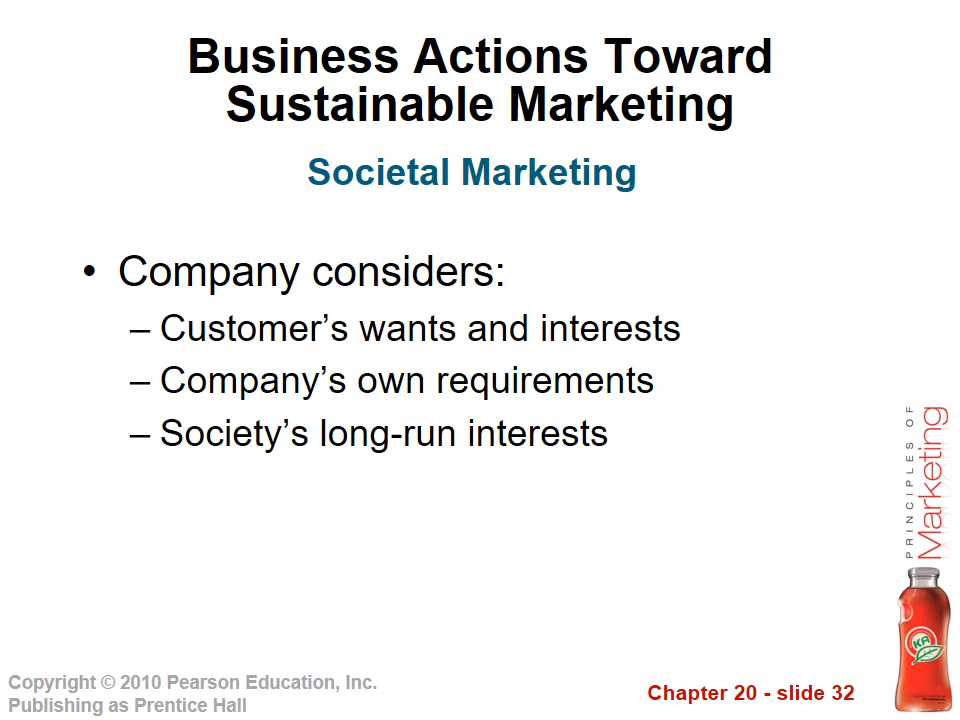 Business Actions Toward
Sustainable Marketing
Societal Marketing
• Company considers:
– Customer’s wants and interests
– Company’s own requirements
– Society’s long-run interests
PRINCIPLES OF
Marketing
KA
Copyright © 2010 Pearson Education, Inc.
Publishing as Prentice Hall
Chapter 20 - slide 32